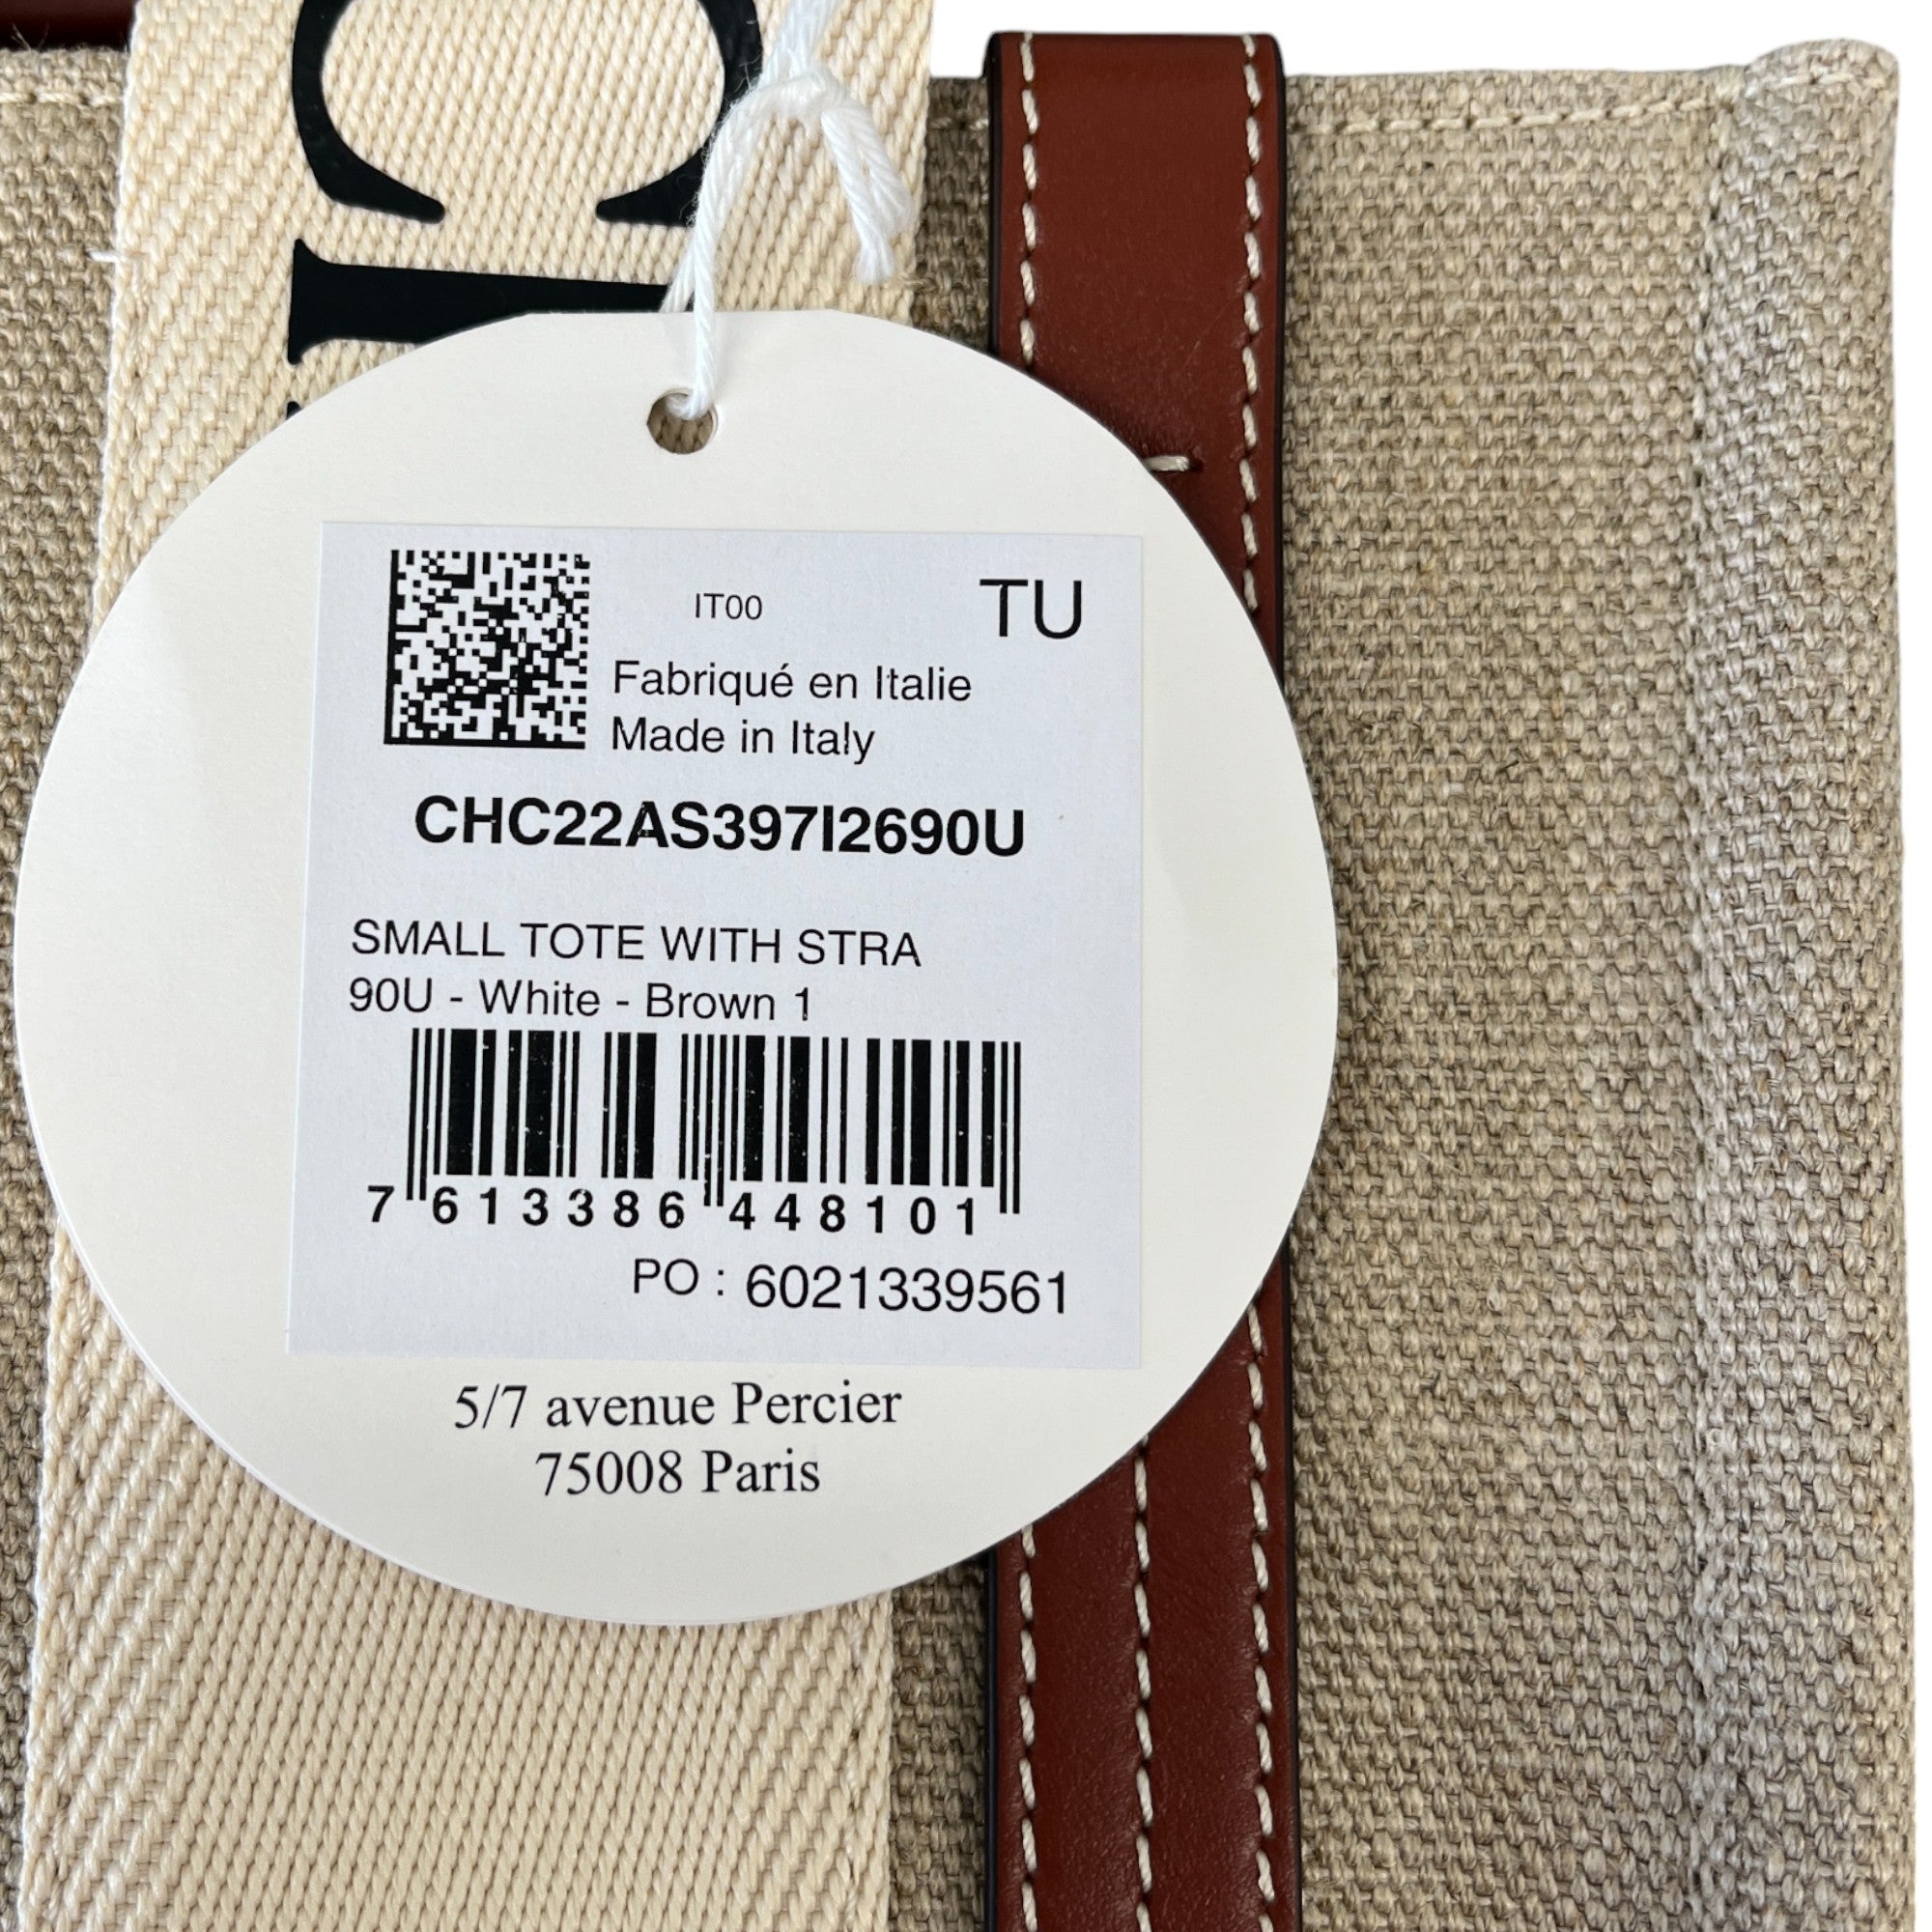 IT00
TU
Fabriqué en Italie
Made in Italy
CHC22AS397I2690U
SMALL TOTE WITH STRA
90U - White - Brown 1
7 613386 448101
PO : 6021339561
5/7 avenue Percier
75008 Paris